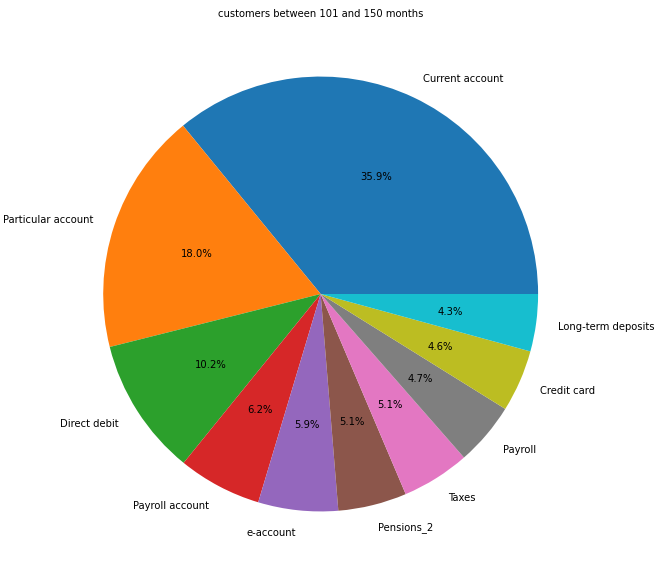 customers between 101 and 150 months
Current account
35.9%
Particular account
18.0%
Direct debit
10.2%
Payroll account
6.2%
e-account
5.9%
Pensions_2
5.1%
Taxes
5.1%
Payroll
4.7%
Credit card
4.6%
Long-term deposits
4.3%